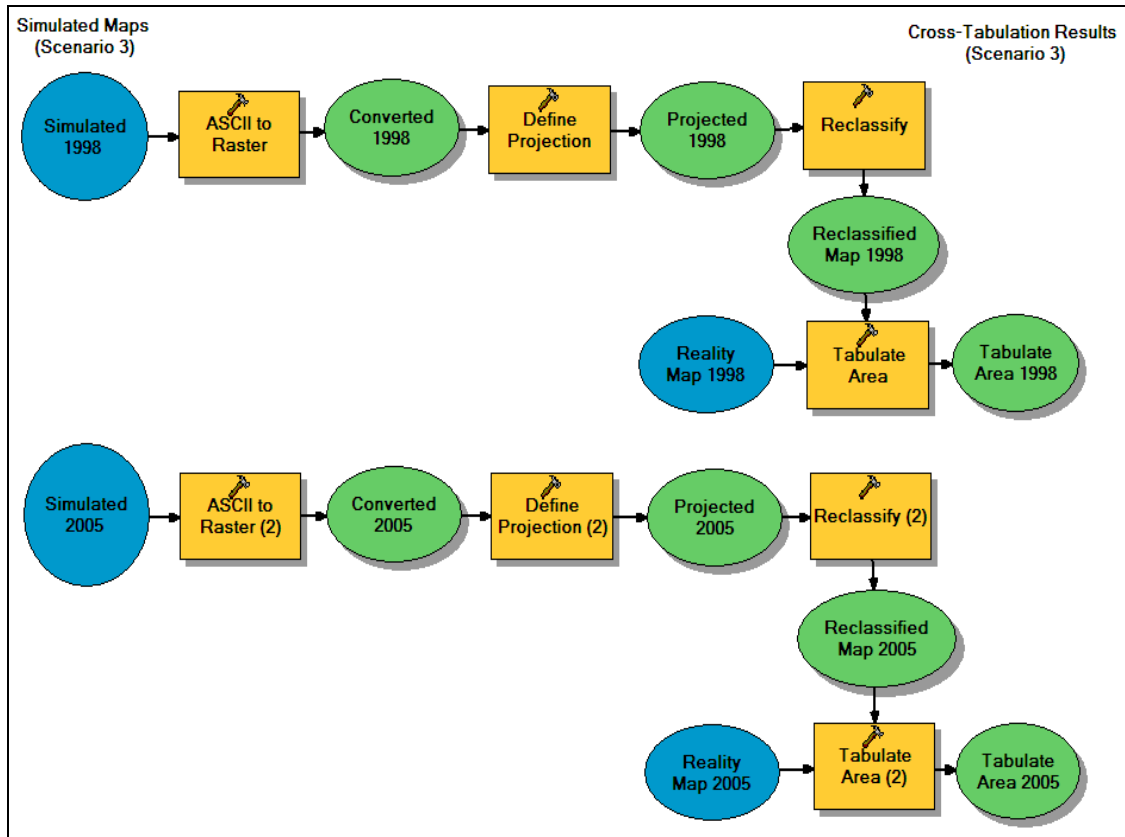 Simulated Maps
(Scenario 3)
Cross-Tabulation Results
(Scenario 3)
Simulated
1998
ASCII to
Raster
Converted
1998
Define
Projection
Projected
1998
Reclassify
Reclassified
Map 1998
Reality
Map 1998
Tabulate
Area
Tabulate
Area 1998
Simulated
2005
ASCII to
Raster (2)
Converted
2005
Define
Projection (2)
Projected
2005
Reclassify (2)
Reclassified
Map 2005
Reality
Map 2005
Tabulate
Area (2)
Tabulate
Area 2005